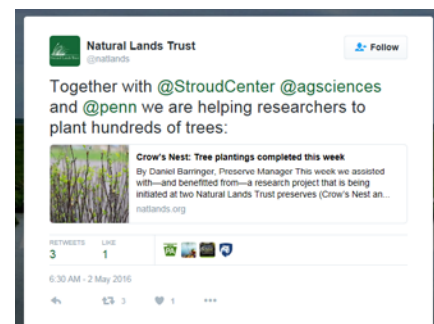 Natural Lands Trust
@natlands
Follow
Together with @StroudCenter @agsciences
and @penn we are helping researchers to
plant hundreds of trees:
Crow's Nest: Tree plantings completed this week
By Daniel Barringer, Preserve Manager This week we assisted
with—and benefitted from—a research project that is being
initiated at two Natural Lands Trust preserves (Crow's Nest an...
natlands.org
RETWEETS LIKE
3 1
6:30 AM - 2 May 2016
3 1